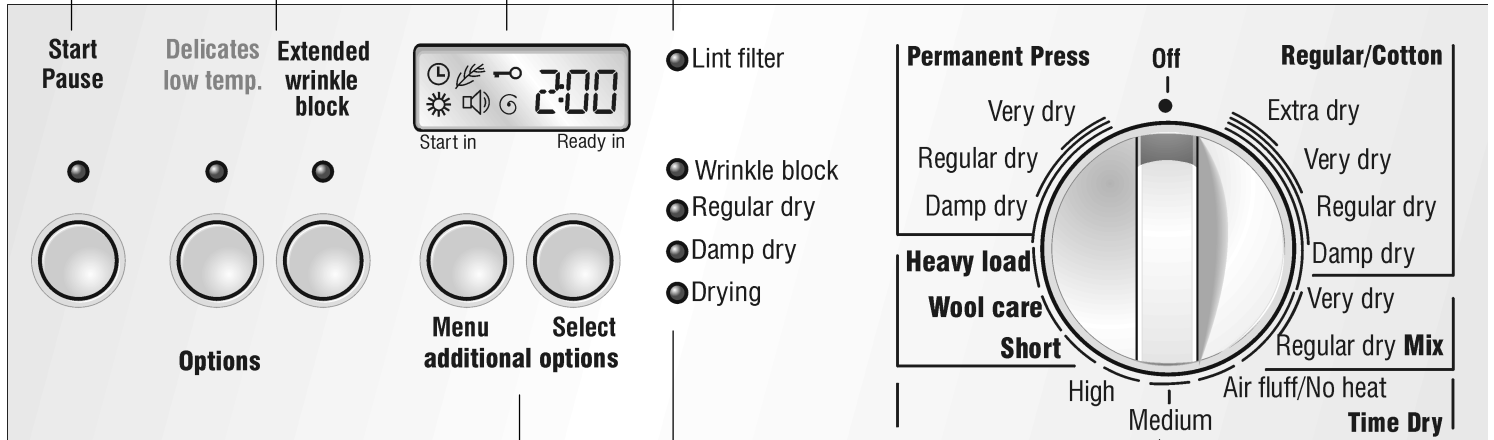 Start
Pause
Delicates
low temp.
Extended
wrinkle
block
2:00
Start in
Ready in
Options
Menu
Select
additional options
Lint filter
Wrinkle block
Regular dry
Damp dry
Drying
Permanent Press
Off
Regular/Cotton
Very dry
Regular dry
Damp dry
Heavy load
Wool care
Short
Extra dry
Very dry
Regular dry
Damp dry
Very dry
Regular dry Mix
High
Medium
Air fluff/No heat
Time Dry